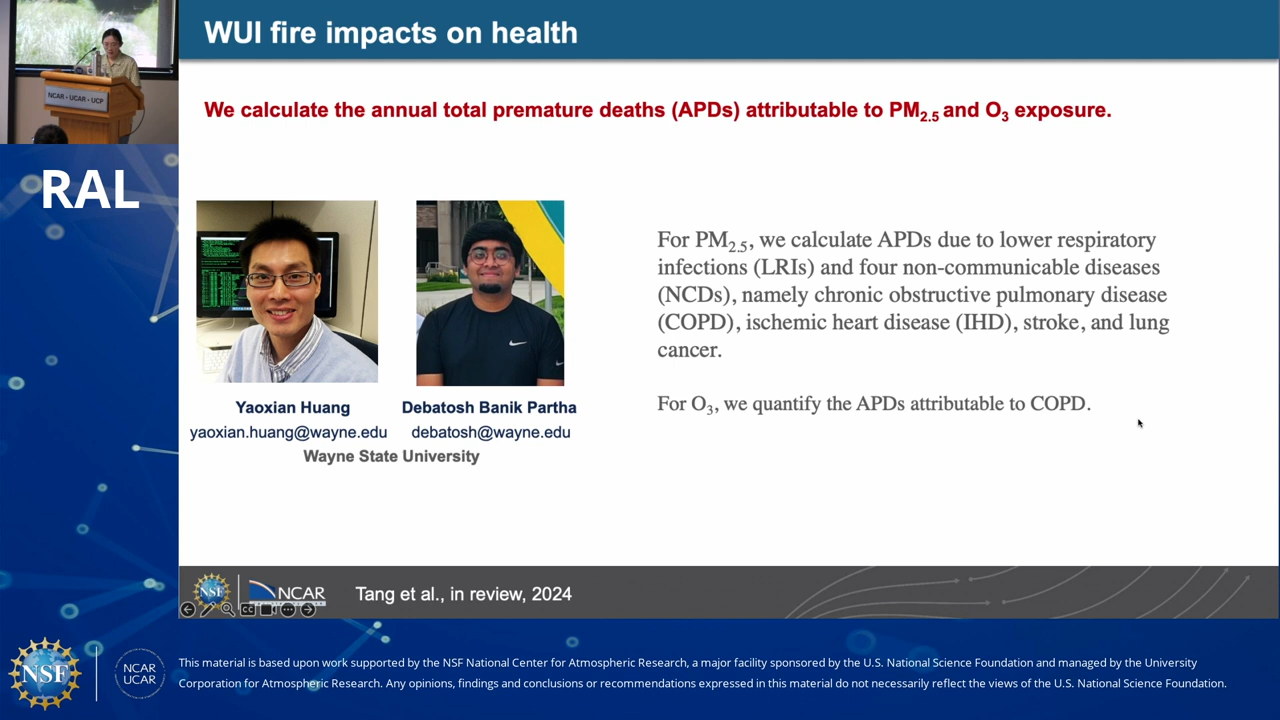 WUI fire impacts on health
We calculate the annual total premature deaths (APDs) attributable to PM2.5 and O3 exposure.
NCAR • UCAR • UCP
RAL
For PM2.5, we calculate APDs due to lower respiratory
infections (LRIs) and four non-communicable diseases
(NCDs), namely chronic obstructive pulmonary disease
(COPD), ischemic heart disease (IHD), stroke, and lung
cancer.
For O3, we quantify the APDs attributable to COPD.
Yaoxian Huang
yaoxian.huang@wayne.edu
Debatosh Banik Partha
debatosh@wayne.edu
Wayne State University
NSF
NCAR
Tang et al., in review, 2024
CC
NSF
NCAR
UCAR
This material is based upon work supported by the NSF National Center for Atmospheric Research, a major facility sponsored by the U.S. National Science Foundation and managed by the University
Corporation for Atmospheric Research. Any opinions, findings and conclusions or recommendations expressed in this material do not necessarily reflect the views of the U.S. National Science Foundation.